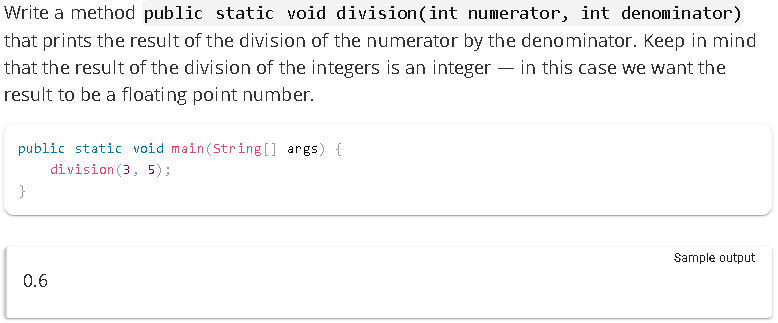 Write a method public static void division(int numerator, int denominator)
that prints the result of the division of the numerator by the denominator. Keep in mind
that the result of the division of the integers is an integer — in this case we want the
result to be a floating point number.
public static void main(String[] args) {
    division(3, 5);
}
Sample output
0.6